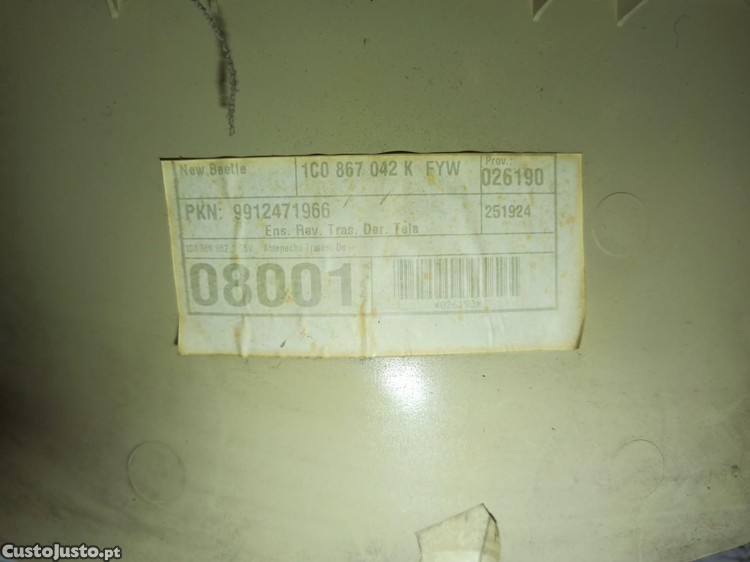 New Beetle
1C0 867 042 K FYW
Prov.:
026190
PKN: 9912471966
251924
Ens. Rev. Tras. Der. Tela
08001
CustoJusto.pt